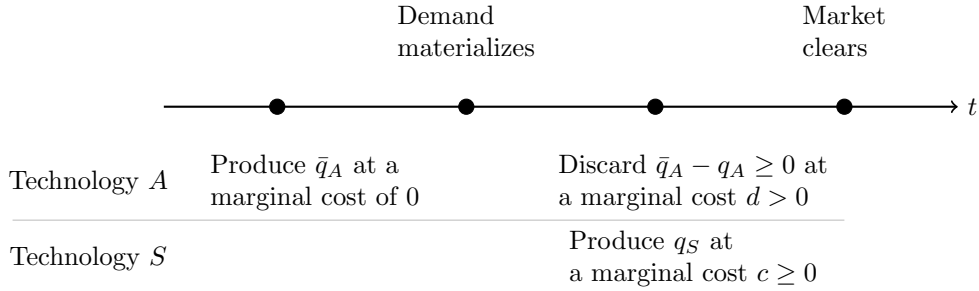 Demand
materializes
Market
clears
t
Technology A
Produce q̄_A at a
marginal cost of 0
Discard q̄_A − q_A ≥ 0 at
a marginal cost d > 0
Technology S
Produce q_S at
a marginal cost c ≥ 0